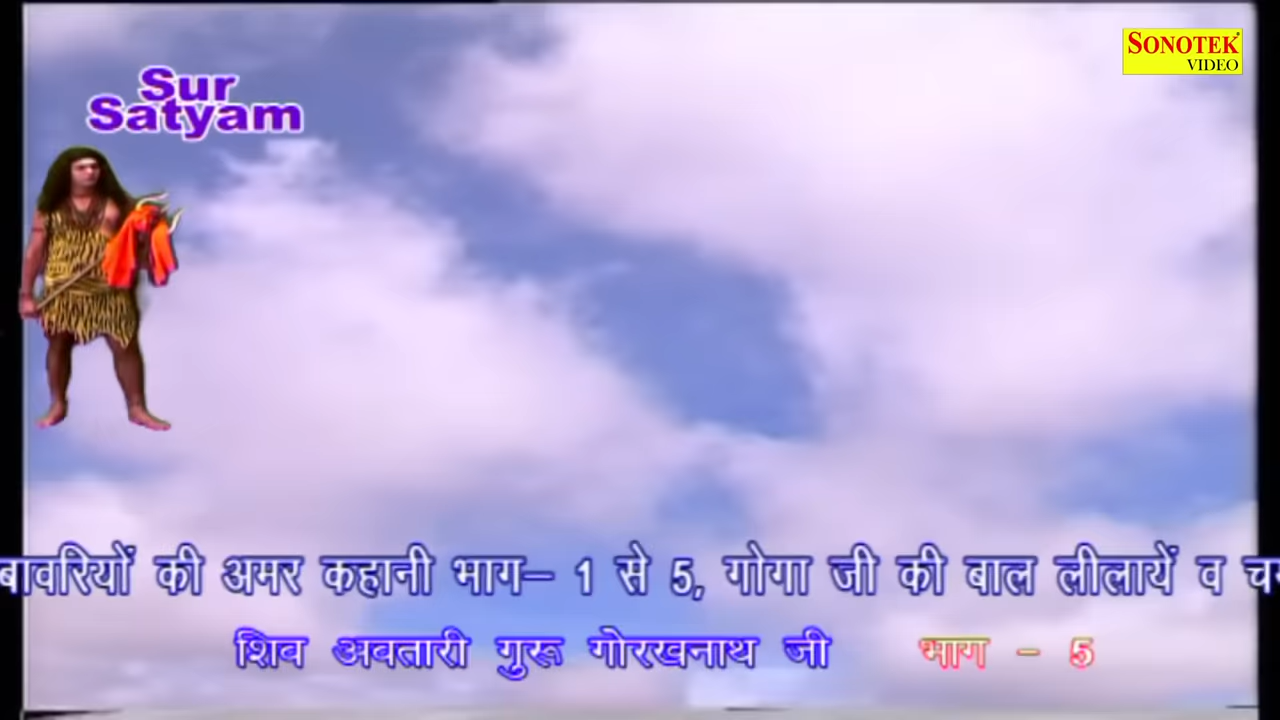 SONOTEK
VIDEO
Sur
Satyam
बावरियों की अमर कहानी भाग– 1 से 5, गोगा जी की बाल लीलायें व
शिव अवतारी गुरू गोरखनाथ जी भाग - 5